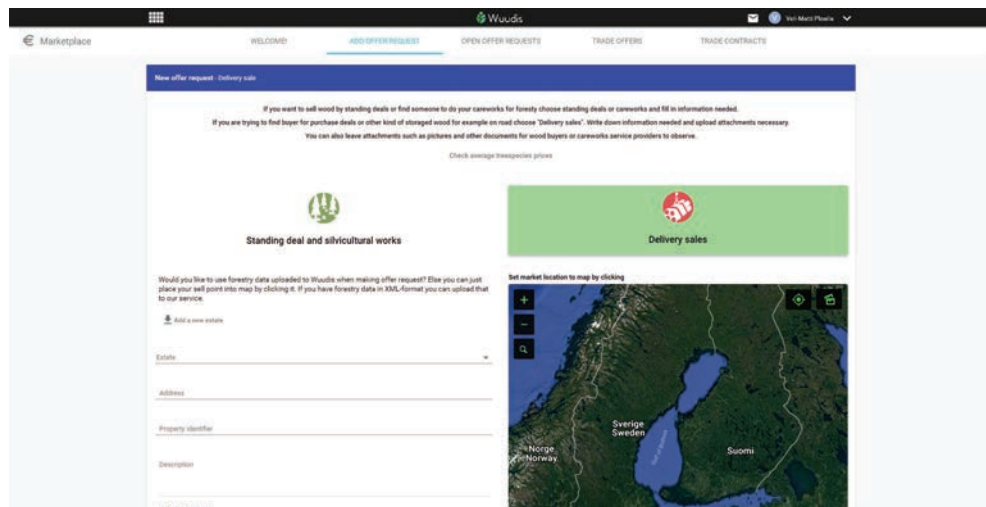 Wuudis
Veli-Matti Plosila
€ Marketplace
WELCOME!
ADD OFFER REQUEST
OPEN OFFER REQUESTS
TRADE OFFERS
TRADE CONTRACTS
New offer request - Delivery sale
If you want to sell wood by standing deals or find someone to do your careworks for foresty choose standing deals or careworks and fill in information needed.
If you are trying to find buyer for purchase deals or other kind of storaged wood for example on road choose "Delivery sales". Write down information needed and upload attachments necessary.
You can also leave attachments such as pictures and other documents for wood buyers or careworks service providers to observe.
Check average treespecies prices
Standing deal and silvicultural works
Delivery sales
Would you like to use forestry data uploaded to Wuudis when making offer request? Else you can just
place your sell point into map by clicking it. If you have forestry data in XML-format you can upload that
to our service.
Add a new estate
Estate
Address
Property identifier
Description
Set market location to map by clicking
Sverige
Sweden
Norge
Norway
Suomi
Gulf of Bothnia